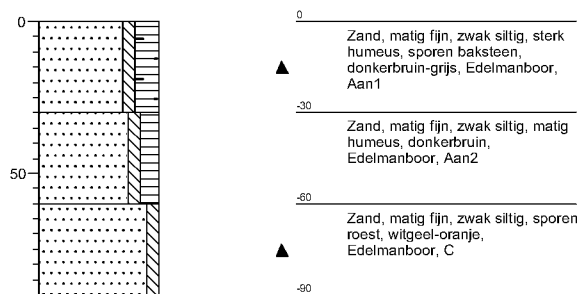 0
0
Zand, matig fijn, zwak siltig, sterk
humeus, sporen baksteen,
donkerbruin-grijs, Edelmanboor,
Aan1
-30
Zand, matig fijn, zwak siltig, matig
humeus, donkerbruin,
Edelmanboor, Aan2
50
-60
Zand, matig fijn, zwak siltig, sporen
roest, witgeel-oranje,
Edelmanboor, C
-90